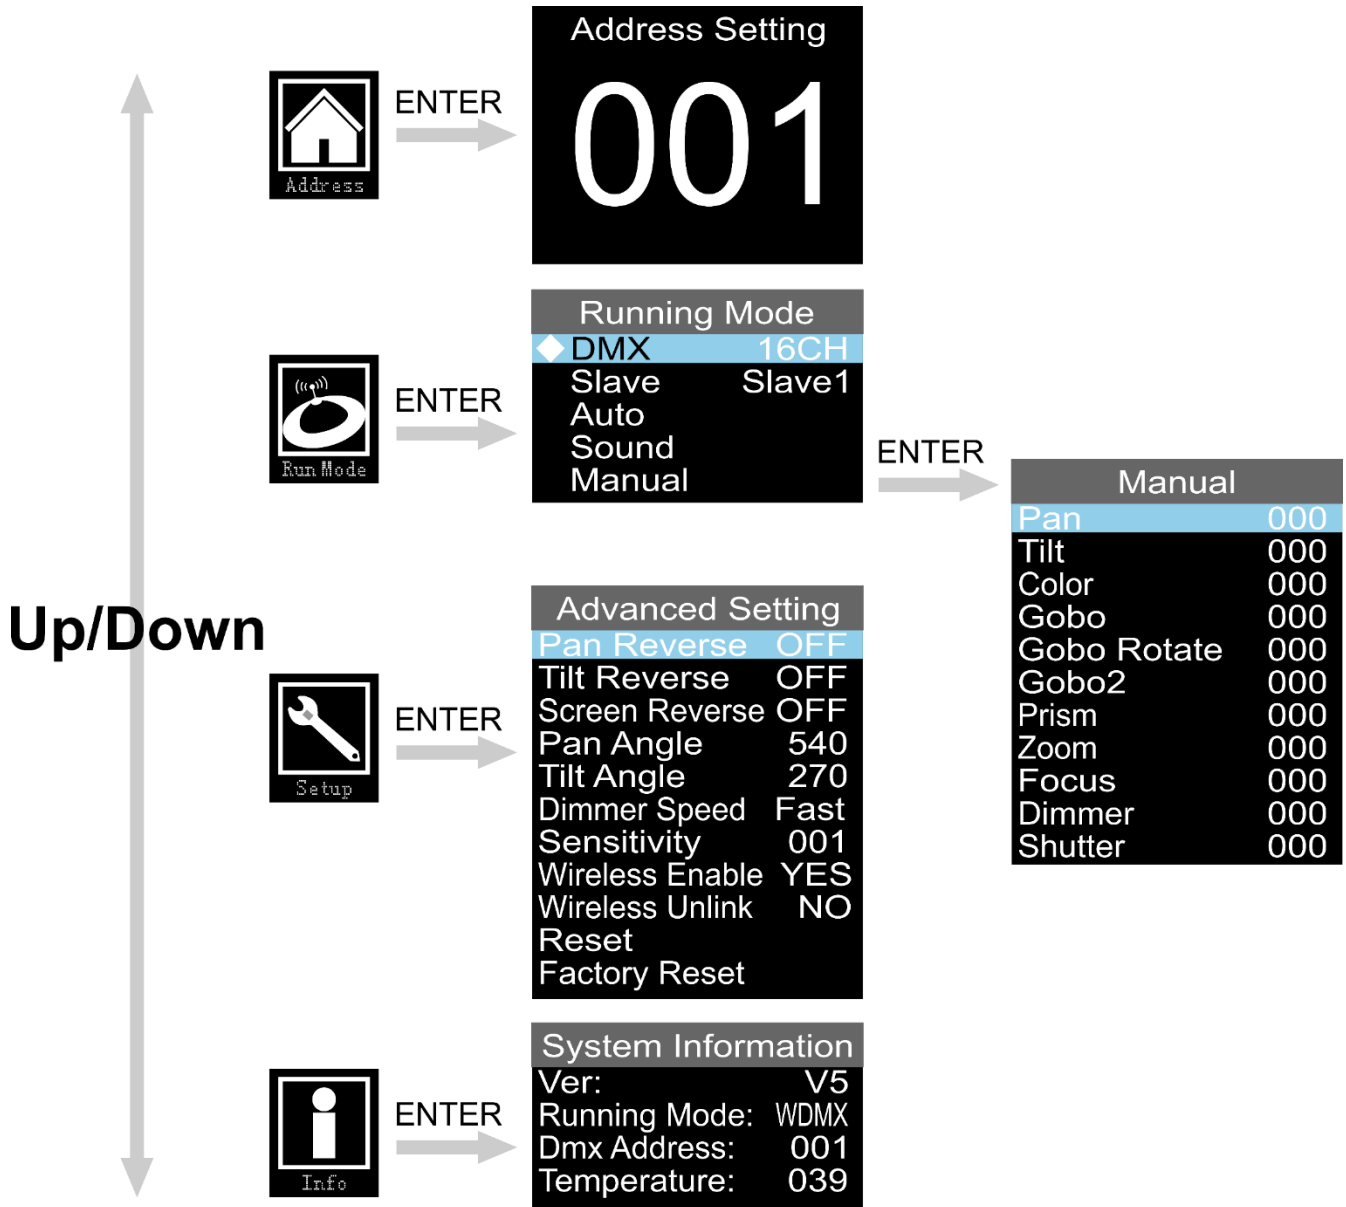 Address Setting
001
ENTER
Address
Running Mode
DMX 16CH
Slave Slave1
Auto
Sound
Manual
ENTER
Run Mode
ENTER
Manual
Pan 000
Tilt 000
Color 000
Gobo 000
Gobo Rotate 000
Gobo2 000
Prism 000
Zoom 000
Focus 000
Dimmer 000
Shutter 000
Up/Down
Advanced Setting
Pan Reverse OFF
Tilt Reverse OFF
Screen Reverse OFF
Pan Angle 540
Tilt Angle 270
Dimmer Speed Fast
Sensitivity 001
Wireless Enable YES
Wireless Unlink NO
Reset
Factory Reset
ENTER
Setup
System Information
Ver: V5
Running Mode: WDMX
Dmx Address: 001
Temperature: 039
ENTER
Info